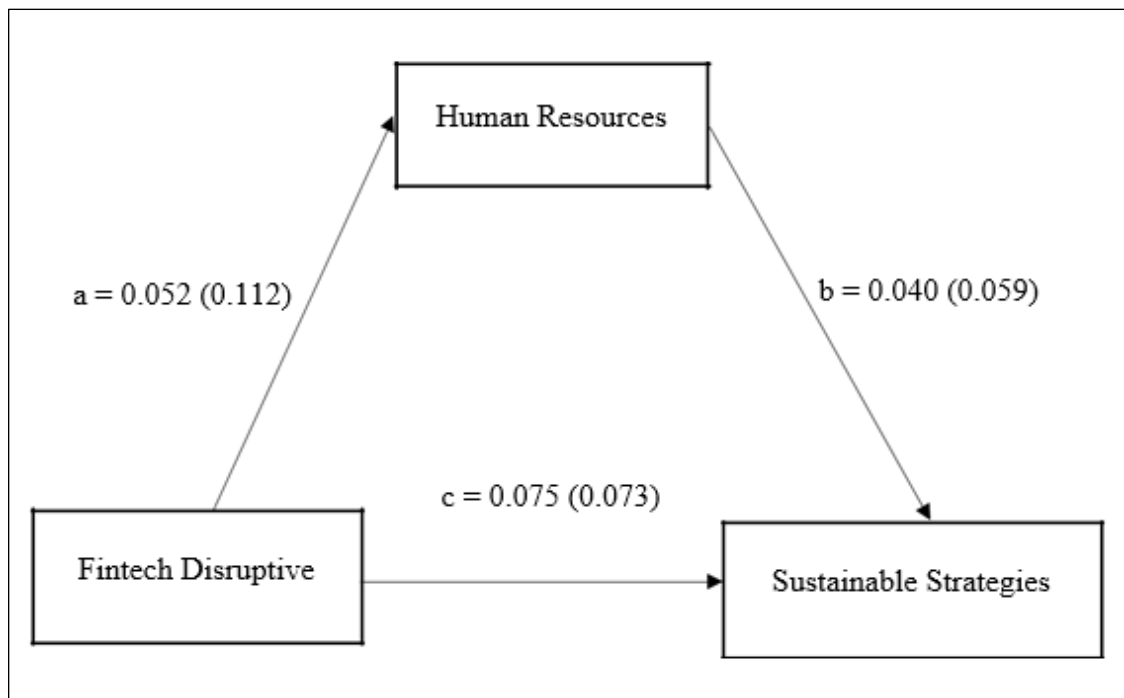 Human Resources
a = 0.052 (0.112)
b = 0.040 (0.059)
c = 0.075 (0.073)
Fintech Disruptive
Sustainable Strategies